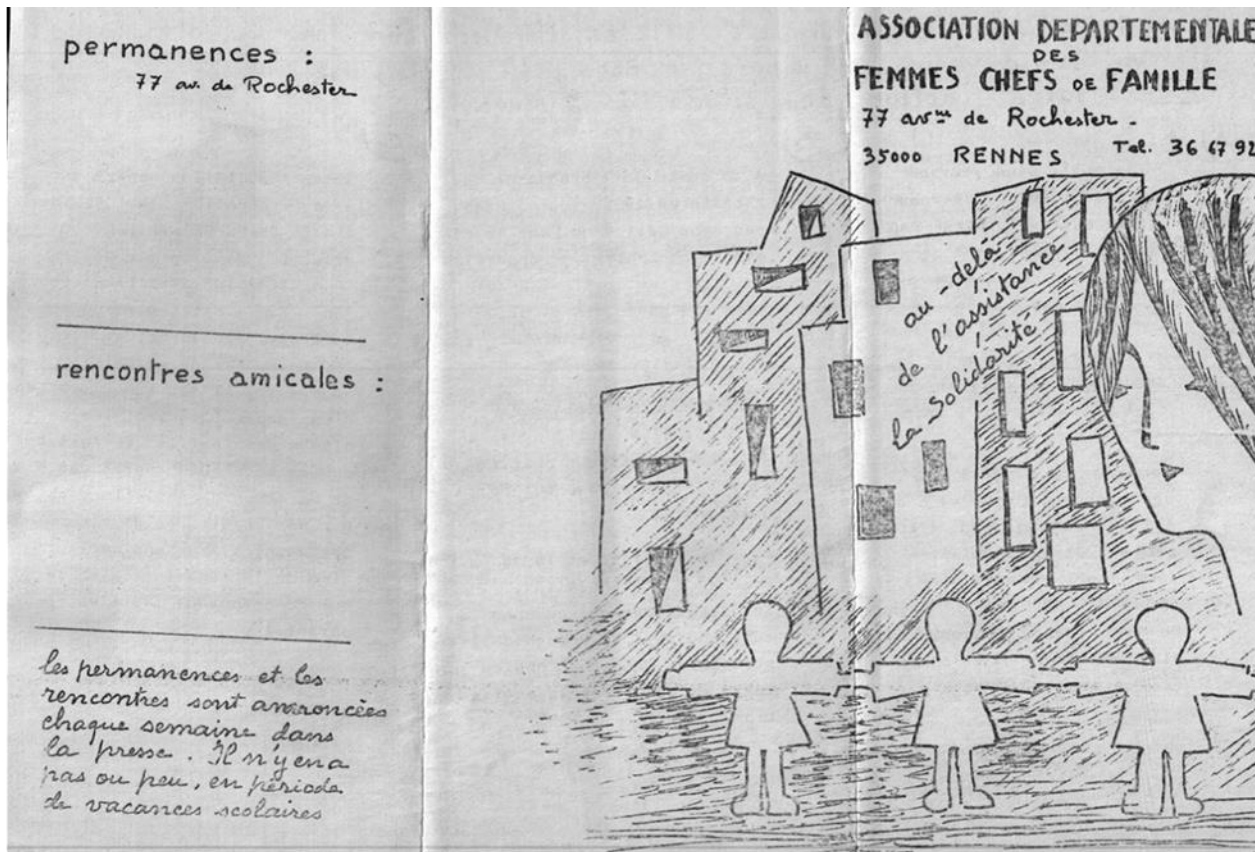 permanences :
77 av. de Rochester
rencontres amicales :
les permanences et les
rencontres sont annoncées
chaque semaine dans
la presse. Il n'y en a
pas ou peu, en période
de vacances scolaires
ASSOCIATION DEPARTEMENTALE
DES
FEMMES CHEFS DE FAMILLE
77 avnue de Rochester -
35000 RENNES Tel. 36 67 92
au-delà
de l'assistance
la Solidarité